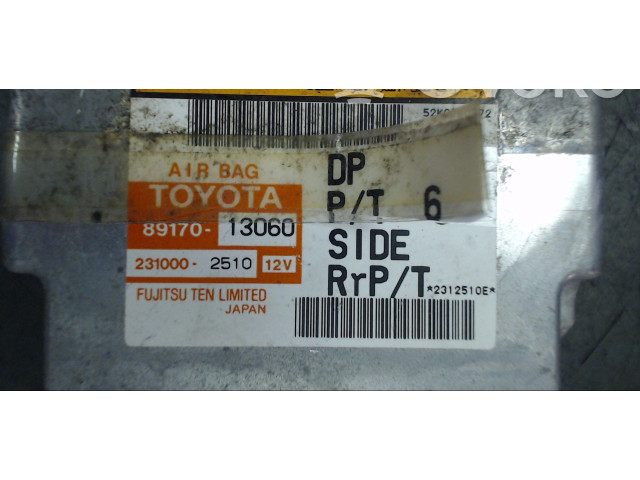 AIR BAG
TOYOTA
89170- 13060
231000- 2510 12V
FUJITSU TEN LIMITED
JAPAN
DP
P/T 6
SIDE
RrP/T
*2312510E*